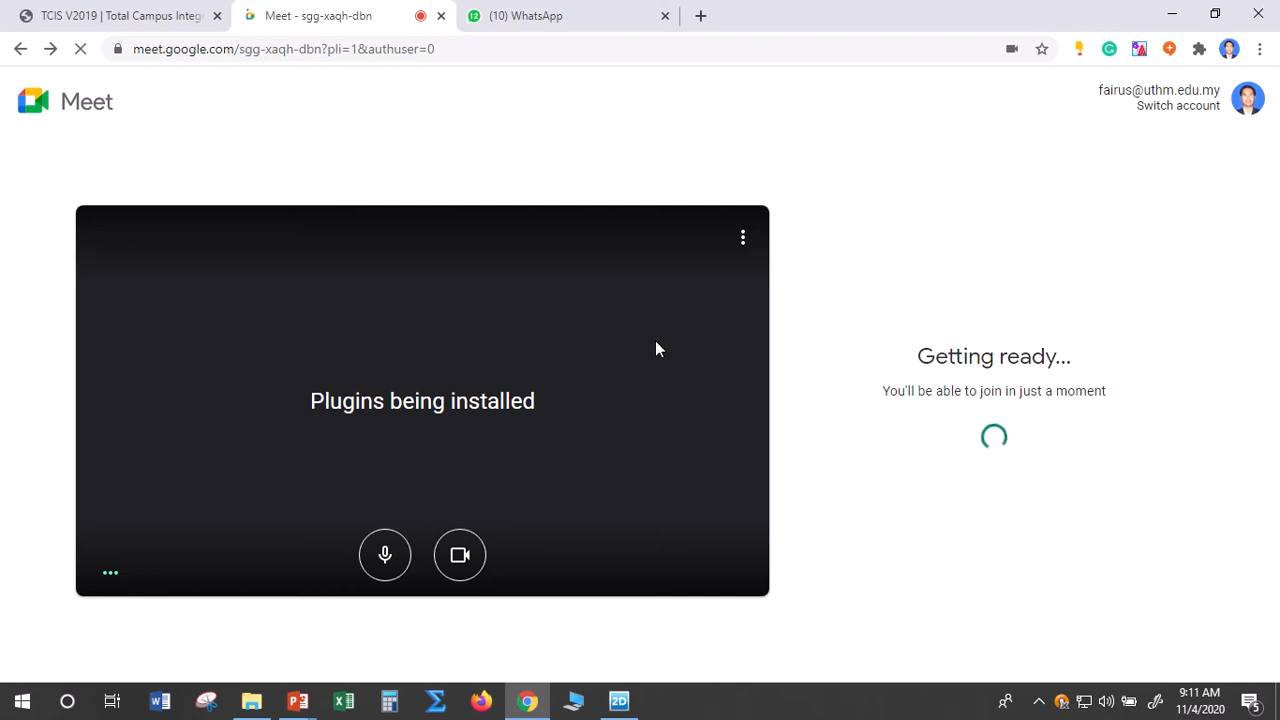 TCIS V2019 | Total Campus Integ
Meet - sgg-xaqh-dbn
(10) WhatsApp
meet.google.com/sgg-xaqh-dbn?pli=1&authuser=0
Meet
fairus@uthm.edu.my
Switch account
Plugins being installed
Getting ready...
You'll be able to join in just a moment
9:11 AM
11/4/2020
5